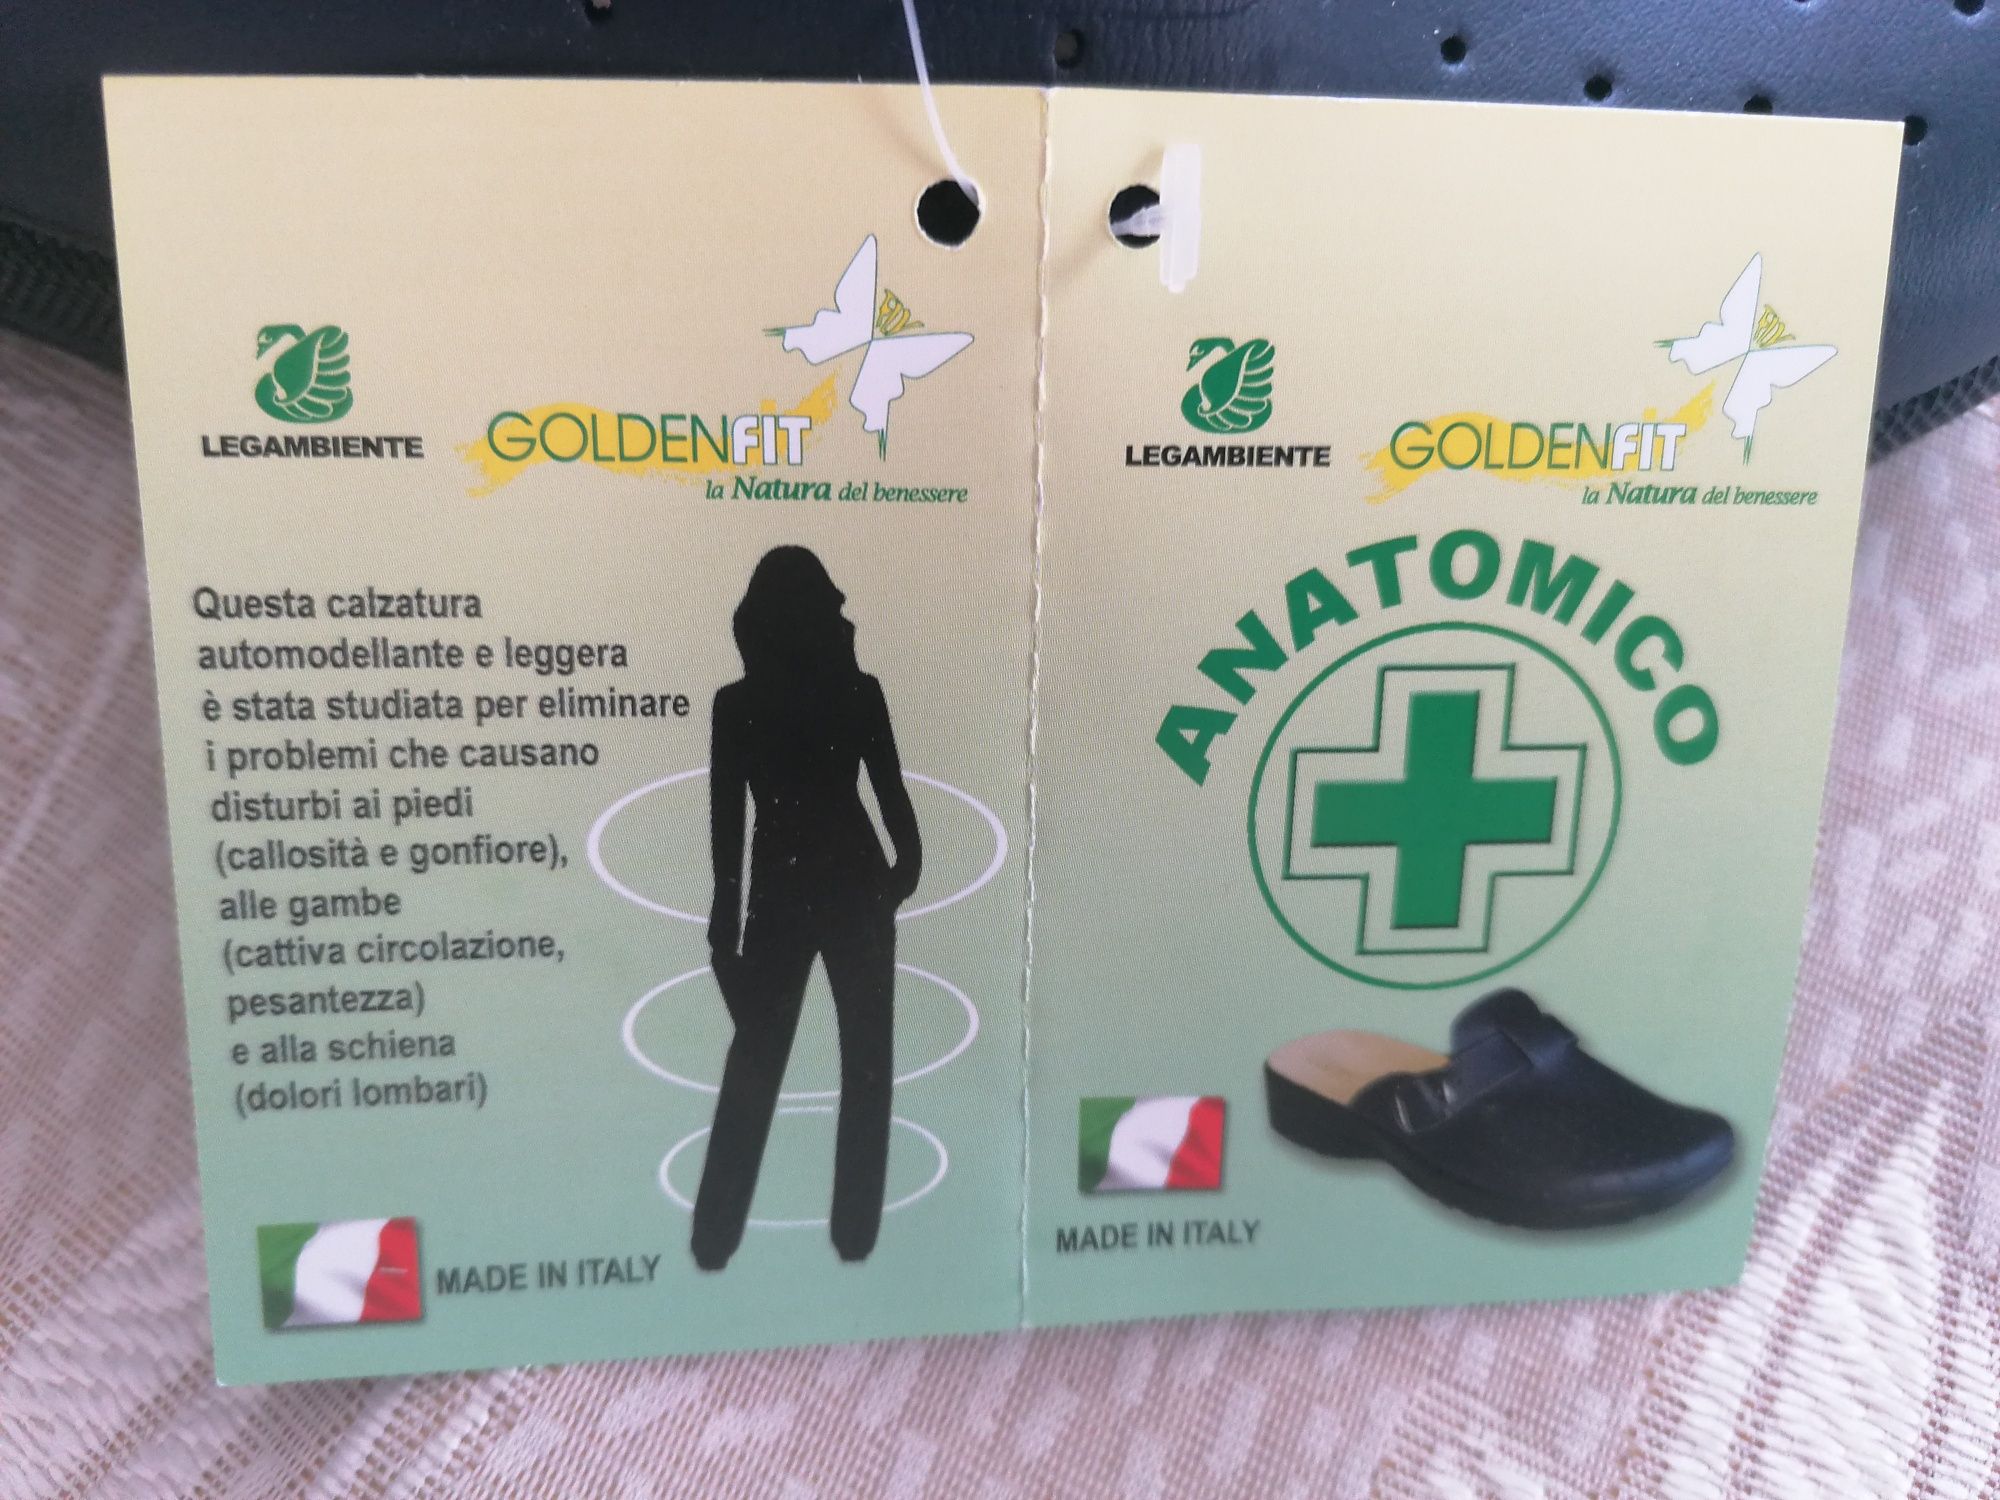 LEGAMBIENTE
GOLDENFIT
la Natura del benessere
Questa calzatura
automodellante e leggera
è stata studiata per eliminare
i problemi che causano
disturbi ai piedi
(callosità e gonfiore),
alle gambe
(cattiva circolazione,
pesantezza)
e alla schiena
(dolori lombari)
MADE IN ITALY
LEGAMBIENTE
GOLDENFIT
la Natura del benessere
ANATOMICO
MADE IN ITALY